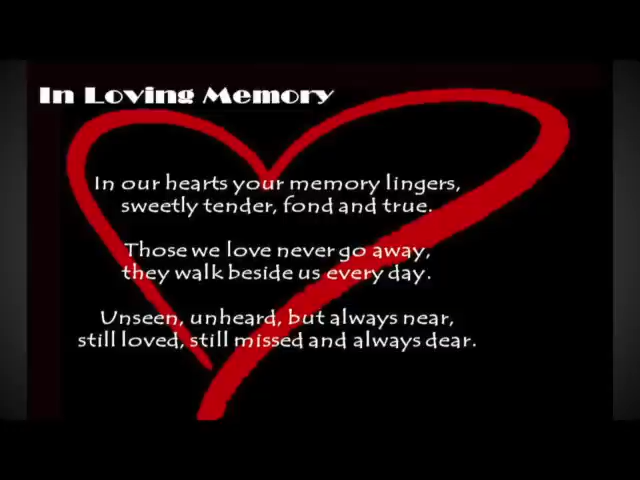 In Loving Memory
In our hearts your memory lingers,
sweetly tender, fond and true.
Those we love never go away,
they walk beside us every day.
Unseen, unheard, but always near,
still loved, still missed and always dear.